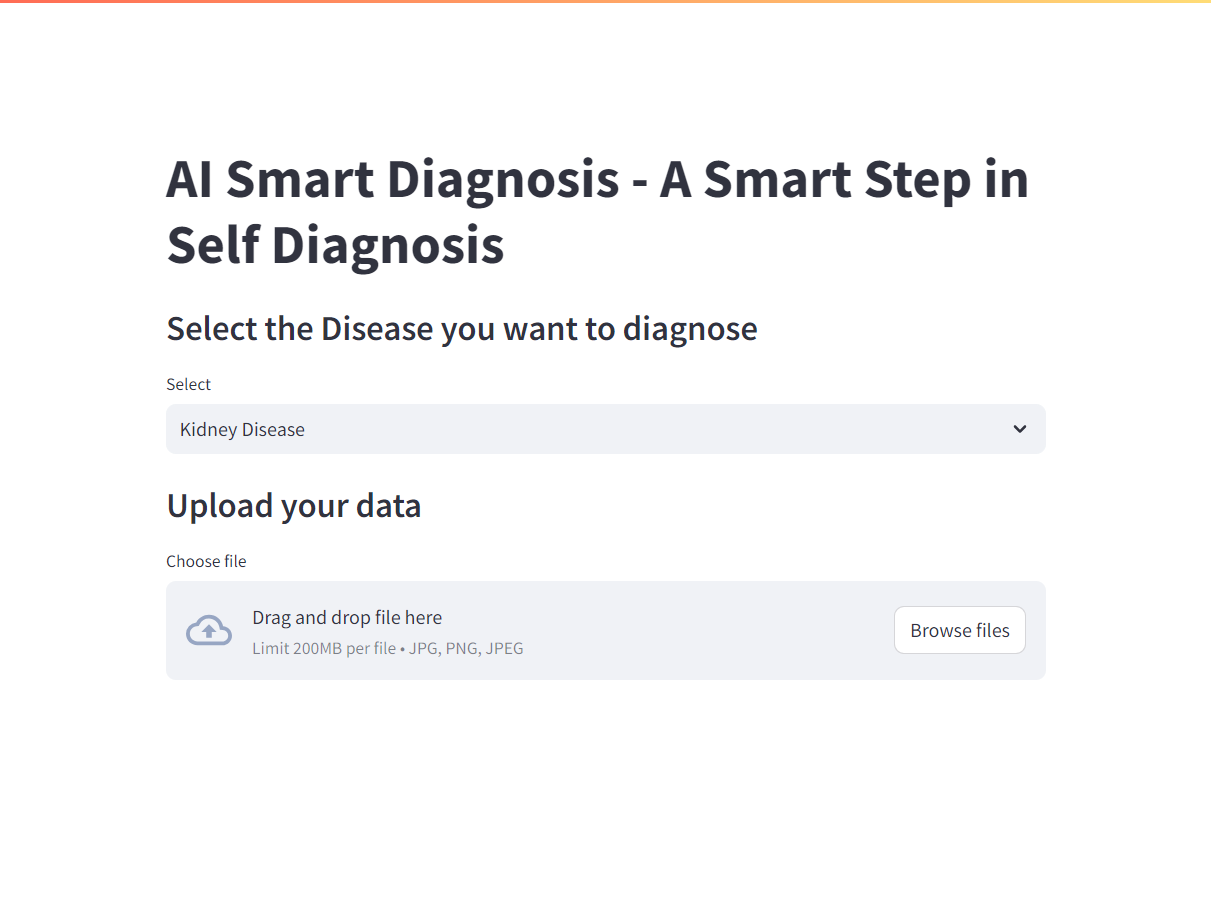 AI Smart Diagnosis - A Smart Step in
Self Diagnosis
Select the Disease you want to diagnose
Select
Kidney Disease
Upload your data
Choose file
Drag and drop file here
Limit 200MB per file • JPG, PNG, JPEG
Browse files